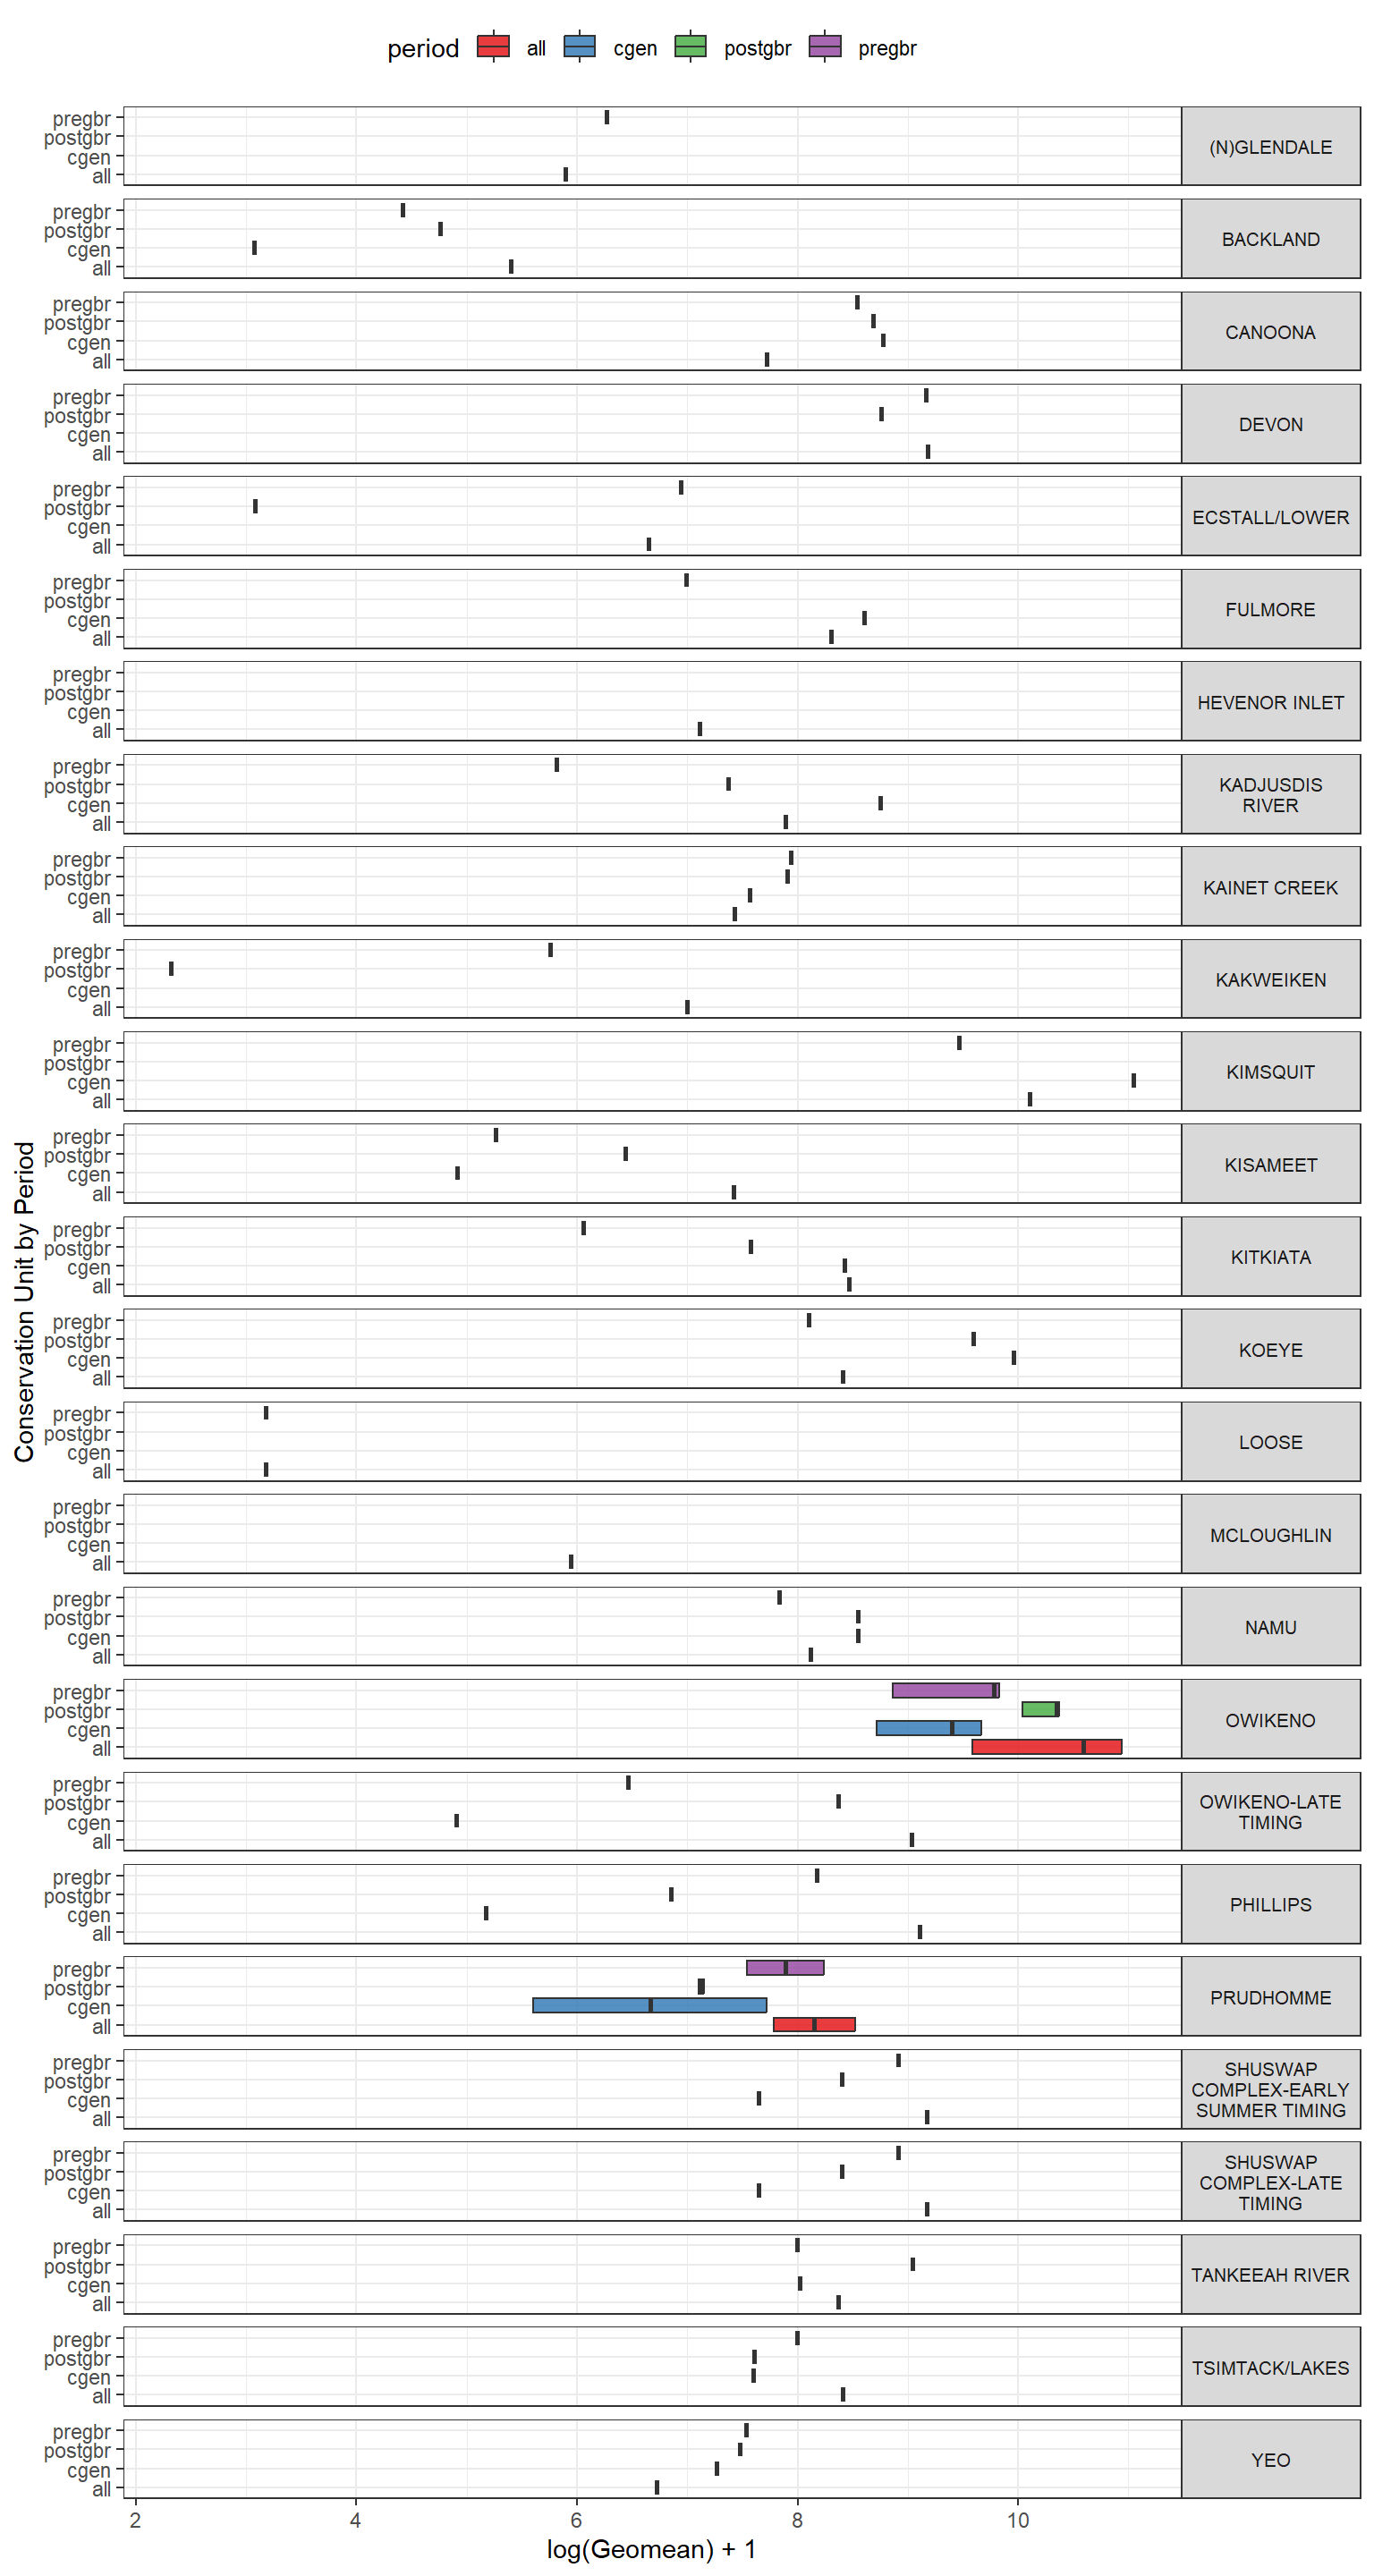 period all cgen postgbr pregbr
pregbr
postgbr
cgen
all
(N)GLENDALE
pregbr
postgbr
cgen
all
BACKLAND
pregbr
postgbr
cgen
all
CANOONA
pregbr
postgbr
cgen
all
DEVON
pregbr
postgbr
cgen
all
ECSTALL/LOWER
pregbr
postgbr
cgen
all
FULMORE
pregbr
postgbr
cgen
all
HEVENOR INLET
pregbr
postgbr
cgen
all
KADJUSDIS
RIVER
pregbr
postgbr
cgen
all
KAINET CREEK
pregbr
postgbr
cgen
all
KAKWEIKEN
pregbr
postgbr
cgen
all
KIMSQUIT
pregbr
postgbr
cgen
all
KISAMEET
pregbr
postgbr
cgen
all
KITKIATA
pregbr
postgbr
cgen
all
KOEYE
pregbr
postgbr
cgen
all
LOOSE
pregbr
postgbr
cgen
all
MCLOUGHLIN
pregbr
postgbr
cgen
all
NAMU
pregbr
postgbr
cgen
all
OWIKENO
pregbr
postgbr
cgen
all
OWIKENO-LATE
TIMING
pregbr
postgbr
cgen
all
PHILLIPS
pregbr
postgbr
cgen
all
PRUDHOMME
pregbr
postgbr
cgen
all
SHUSWAP
COMPLEX-EARLY
SUMMER TIMING
pregbr
postgbr
cgen
all
SHUSWAP
COMPLEX-LATE
TIMING
pregbr
postgbr
cgen
all
TANKEEAH RIVER
pregbr
postgbr
cgen
all
TSIMTACK/LAKES
pregbr
postgbr
cgen
all
YEO
2 4 6 8 10
log(Geomean) + 1
Conservation Unit by Period